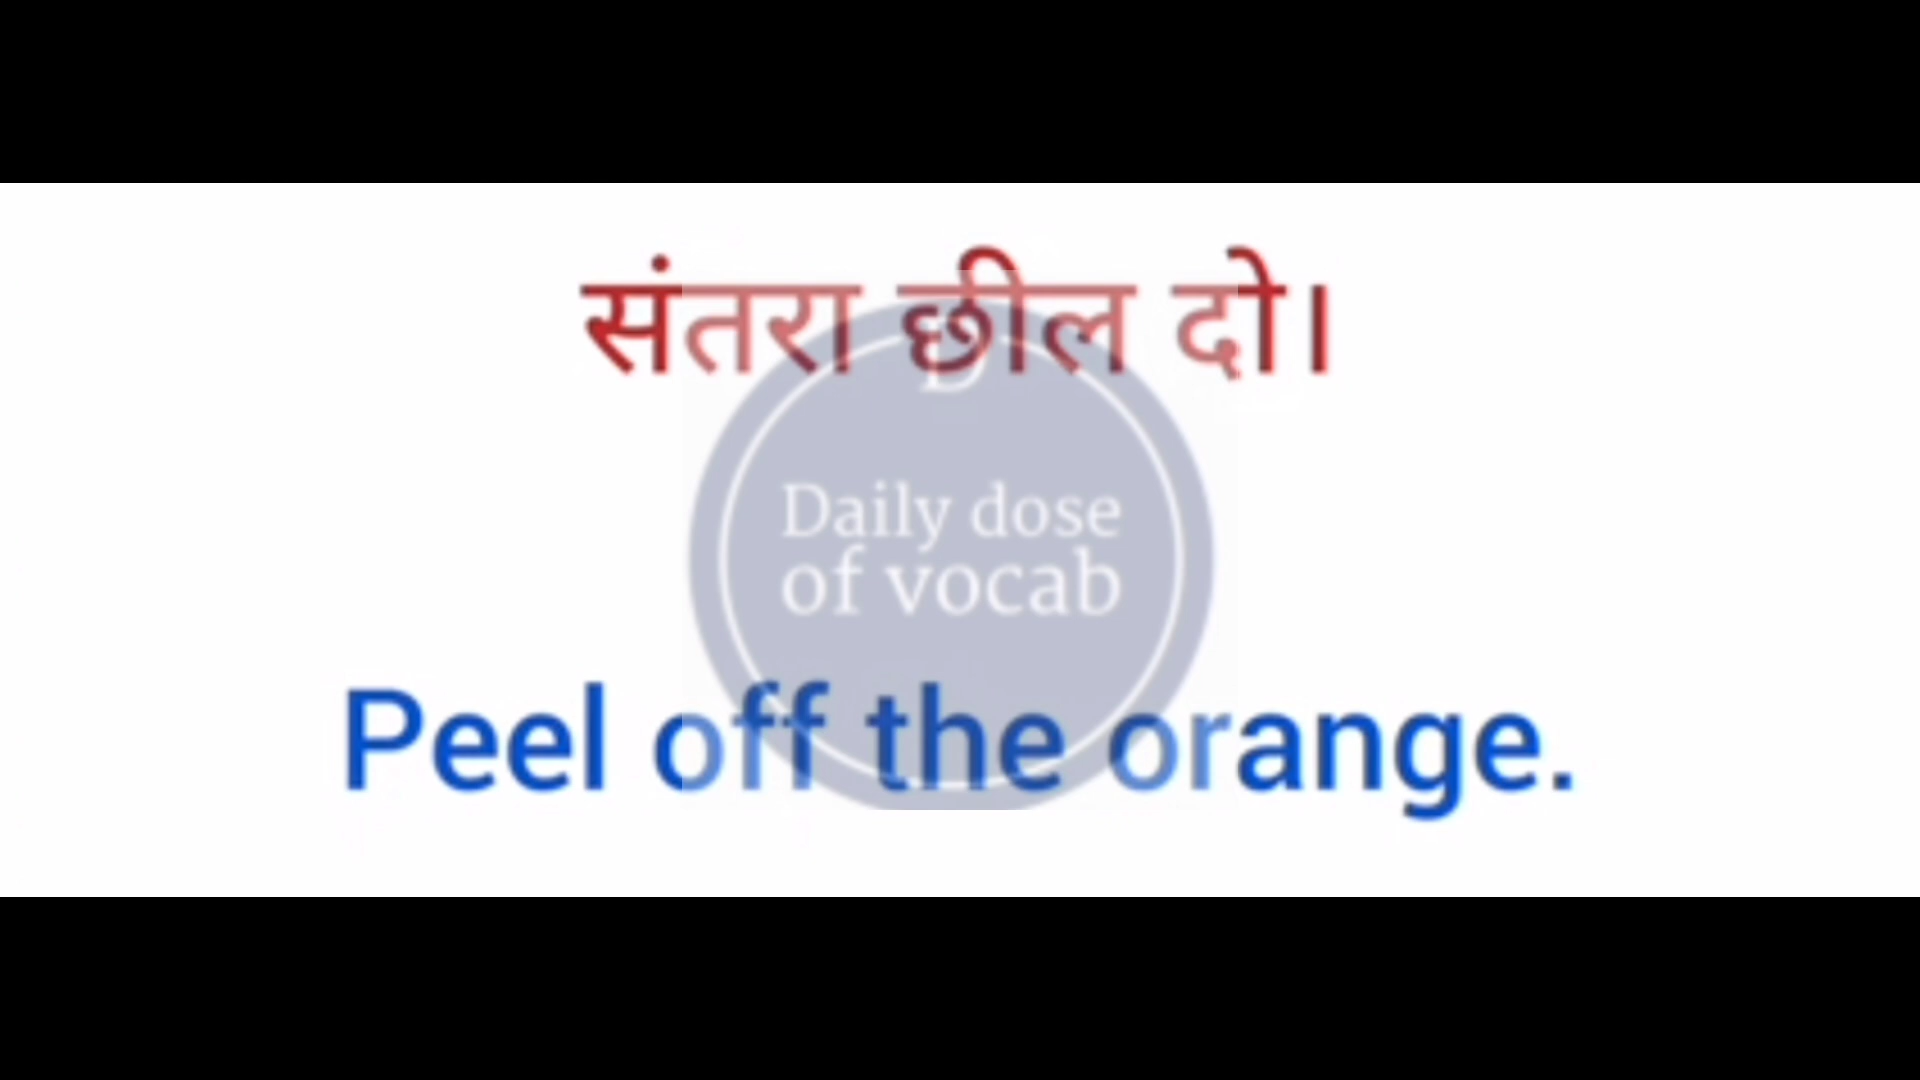 संतरा छील दो।
D
Daily dose
of vocab
Peel off the orange.